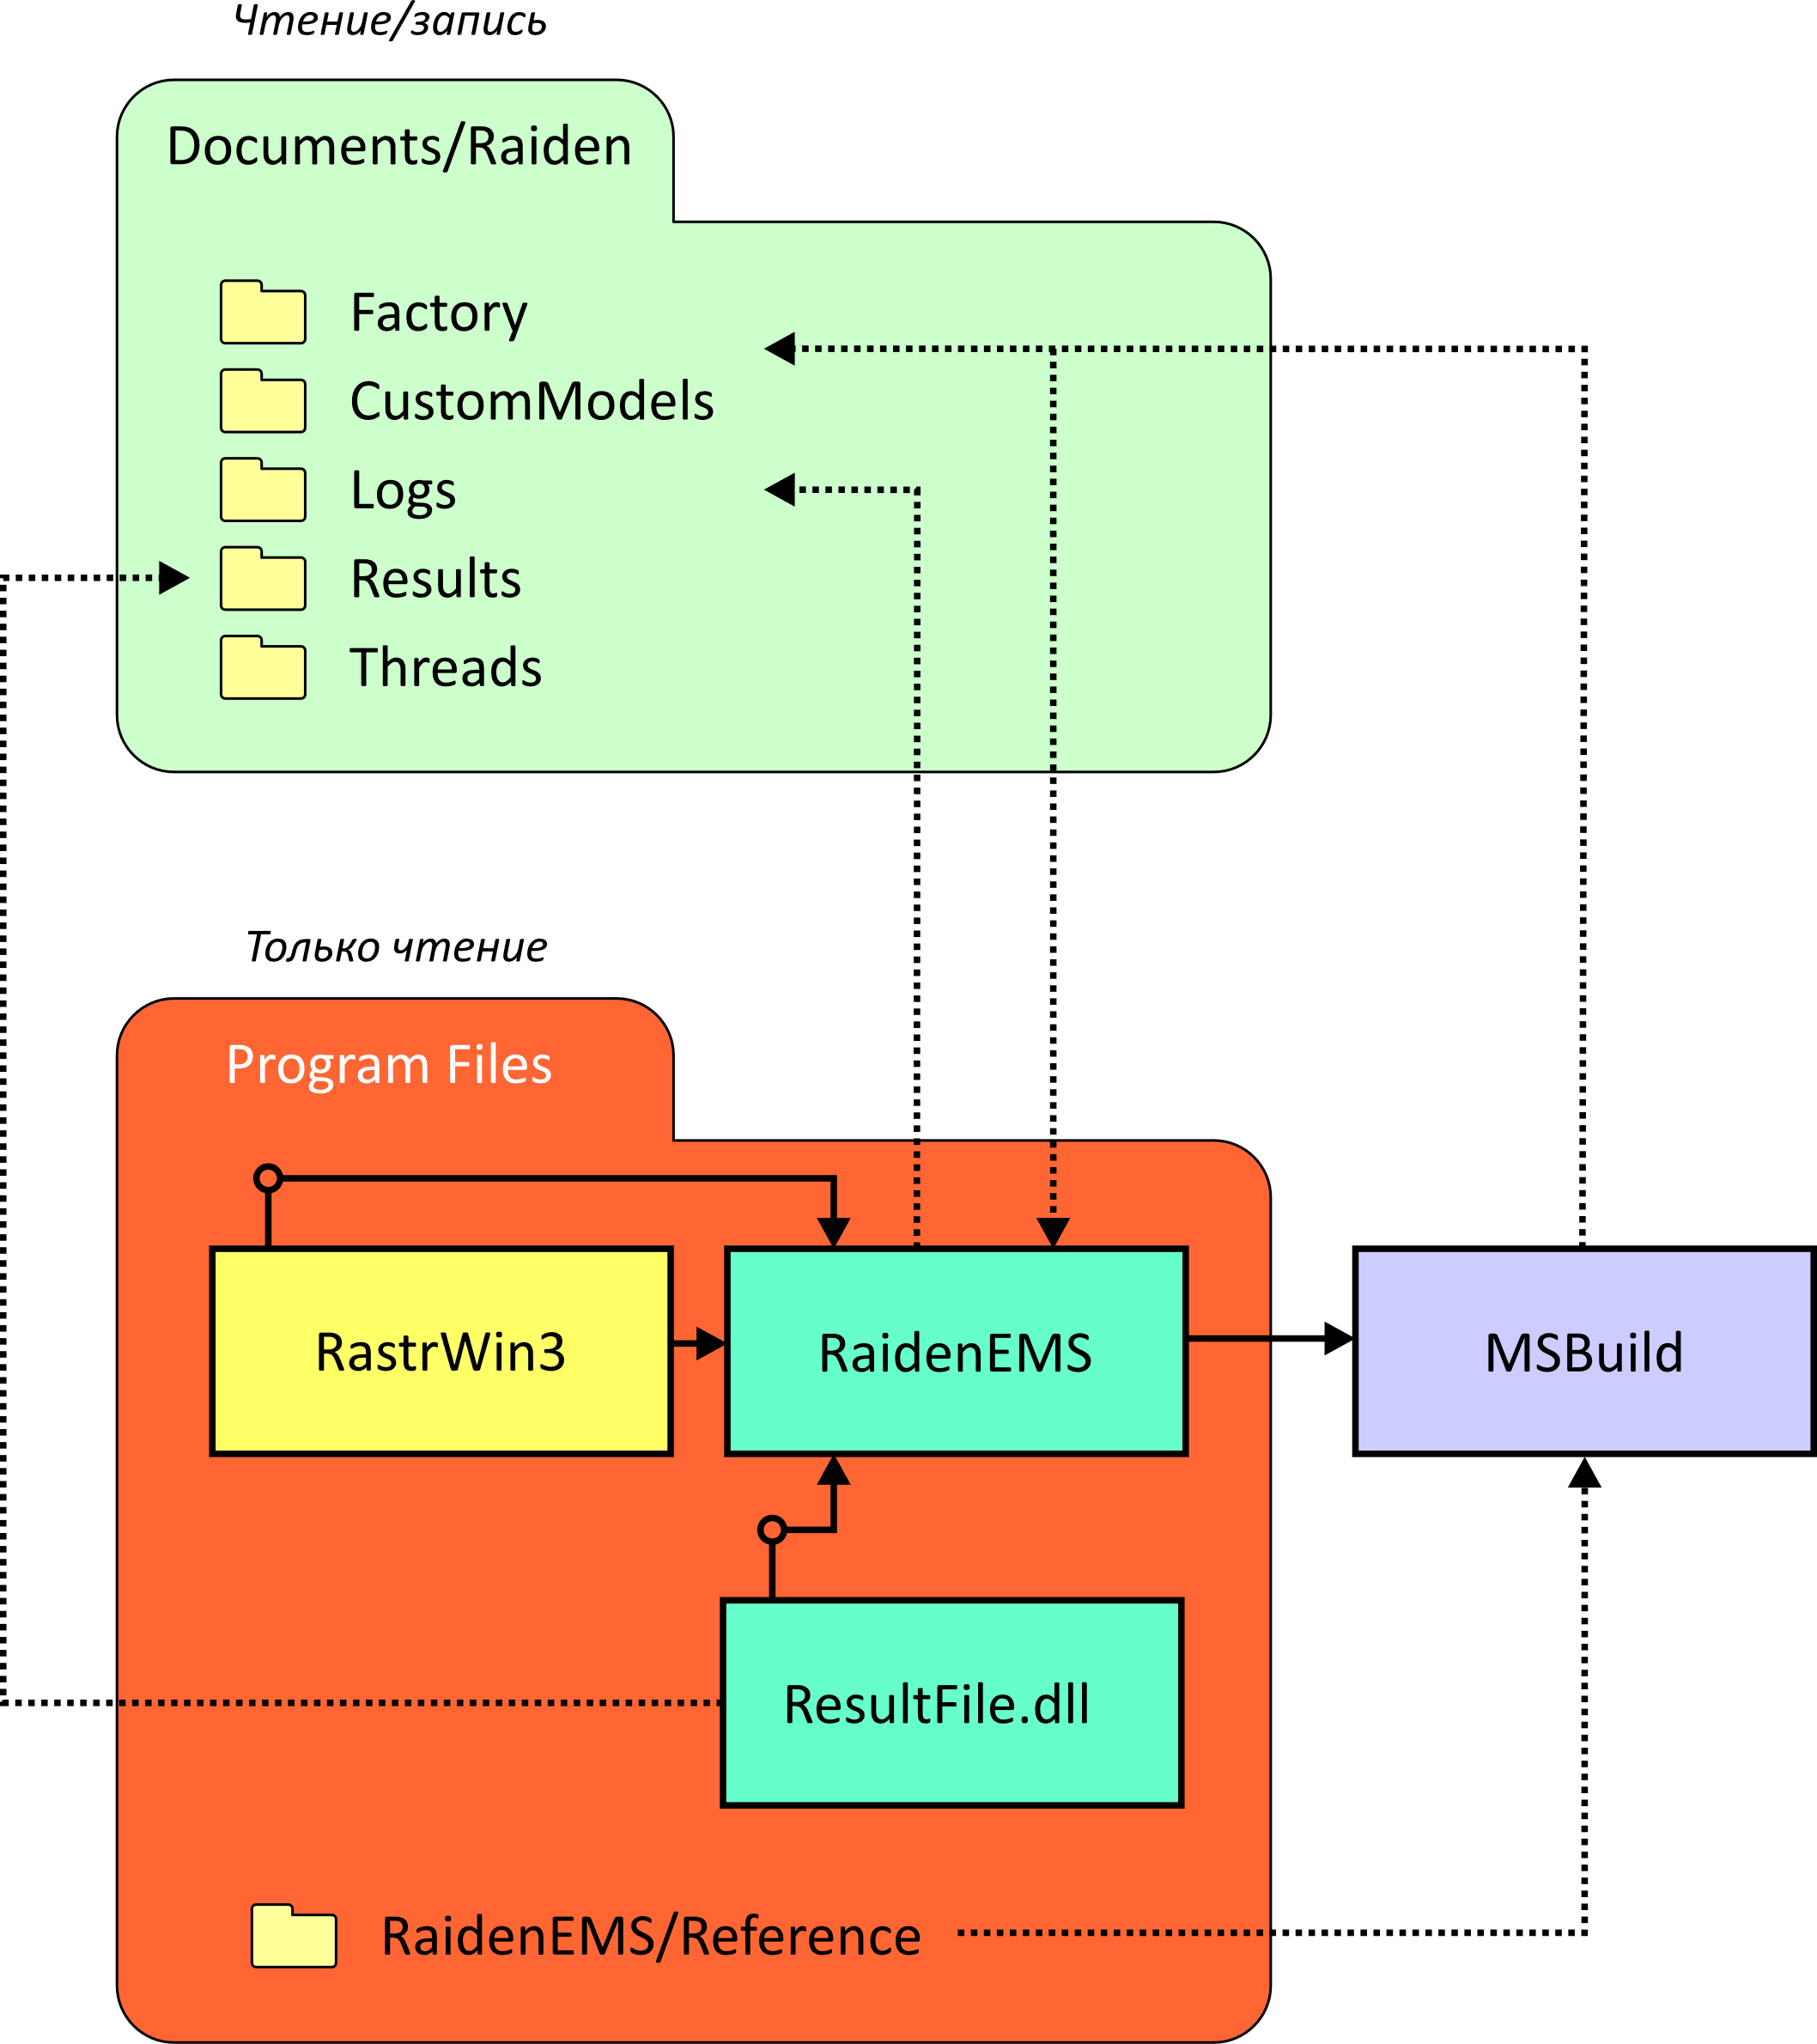 Чтение/запись
Documents/Raiden
Factory
CustomModels
Logs
Results
Threads
Только чтение
Program Files
RastrWin3
RaidenEMS
MSBuild
ResultFile.dll
RaidenEMS/Reference